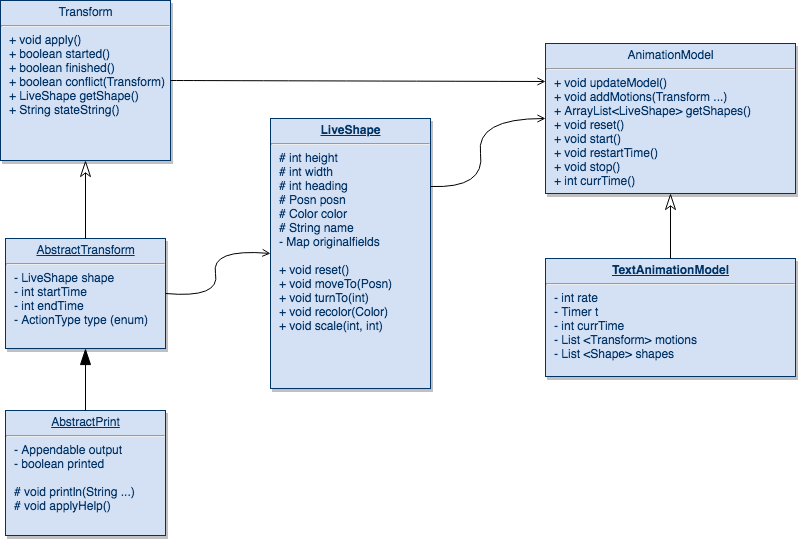 Transform
+ void apply()
+ boolean started()
+ boolean finished()
+ boolean conflict(Transform)
+ LiveShape getShape()
+ String stateString()
AnimationModel
+ void updateModel()
+ void addMotions(Transform ...)
+ ArrayList<LiveShape> getShapes()
+ void reset()
+ void start()
+ void restartTime()
+ void stop()
+ int currTime()
LiveShape
# int height
# int width
# int heading
# Posn posn
# Color color
# String name
- Map originalfields
+ void reset()
+ void moveTo(Posn)
+ void turnTo(int)
+ void recolor(Color)
+ void scale(int, int)
AbstractTransform
- LiveShape shape
- int startTime
- int endTime
- ActionType type (enum)
TextAnimationModel
- int rate
- Timer t
- int currTime
- List <Transform> motions
- List <Shape> shapes
AbstractPrint
- Appendable output
- boolean printed
# void println(String ...)
# void applyHelp()